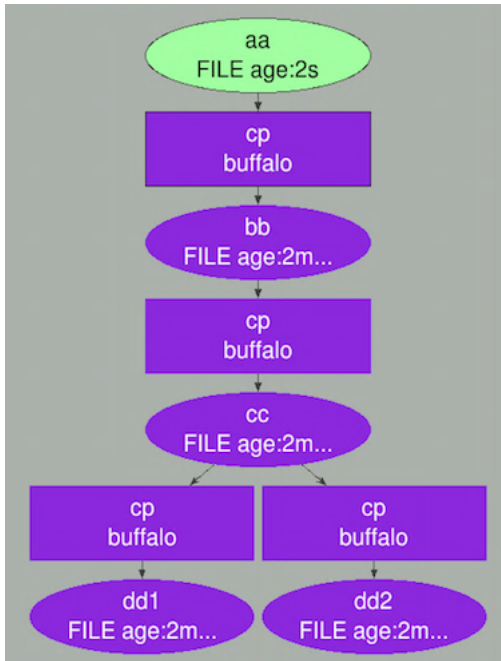 aa
FILE age:2s
cp
buffalo
bb
FILE age:2m...
cp
buffalo
cc
FILE age:2m...
cp
buffalo
cp
buffalo
dd1
FILE age:2m...
dd2
FILE age:2m...